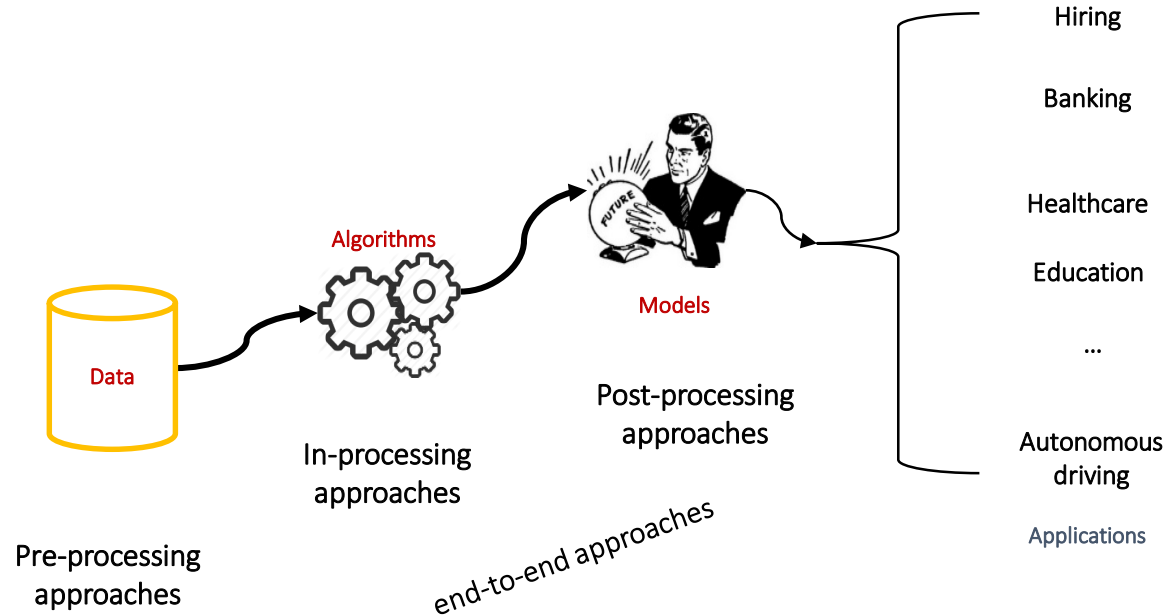 Data
Pre-processing
approaches
Algorithms
In-processing
approaches
FUTURE
Models
Post-processing
approaches
end-to-end approaches
Hiring
Banking
Healthcare
Education
...
Autonomous
driving
Applications